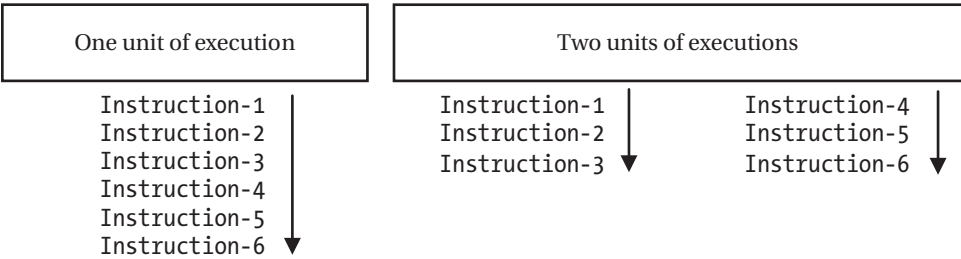 One unit of execution
Two units of executions
Instruction-1
Instruction-2
Instruction-3
Instruction-4
Instruction-5
Instruction-6
Instruction-1
Instruction-2
Instruction-3
Instruction-4
Instruction-5
Instruction-6